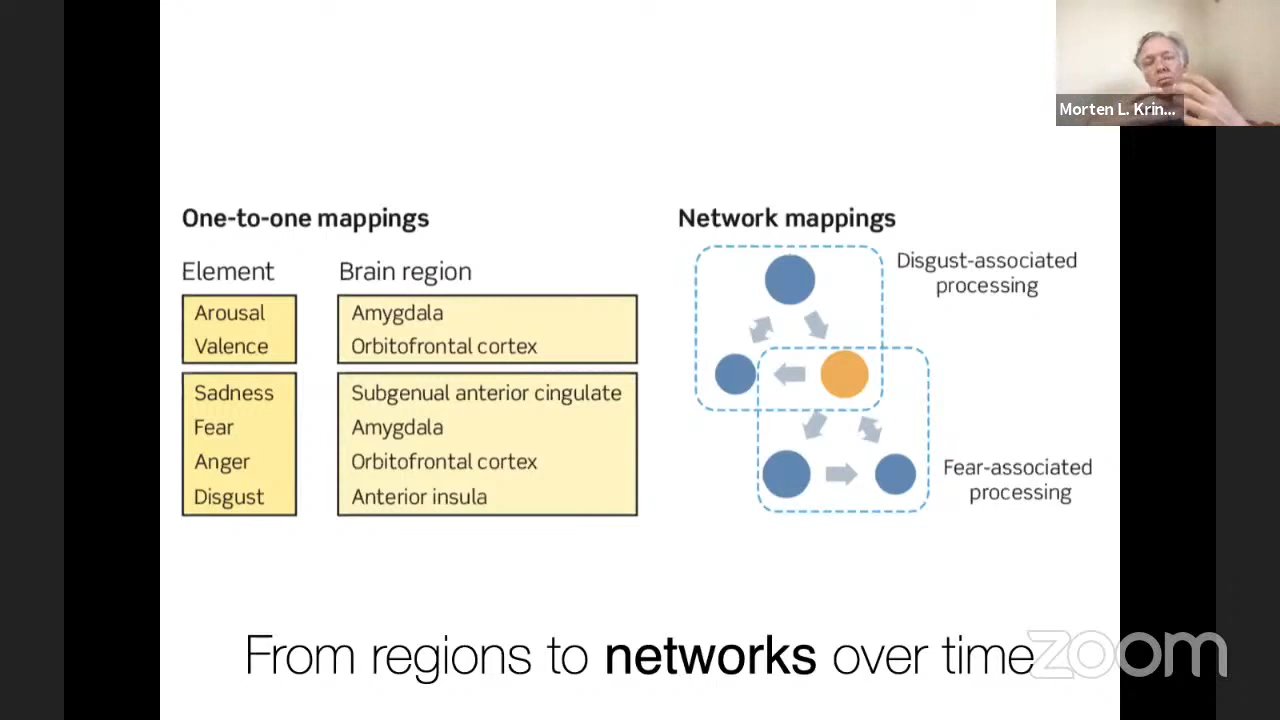 Morten L. Krin...
One-to-one mappings
Element Brain region
Arousal Amygdala
Valence Orbitofrontal cortex
Sadness Subgenual anterior cingulate
Fear Amygdala
Anger Orbitofrontal cortex
Disgust Anterior insula
Network mappings
Disgust-associated
processing
Fear-associated
processing
From regions to networks over time
zoom